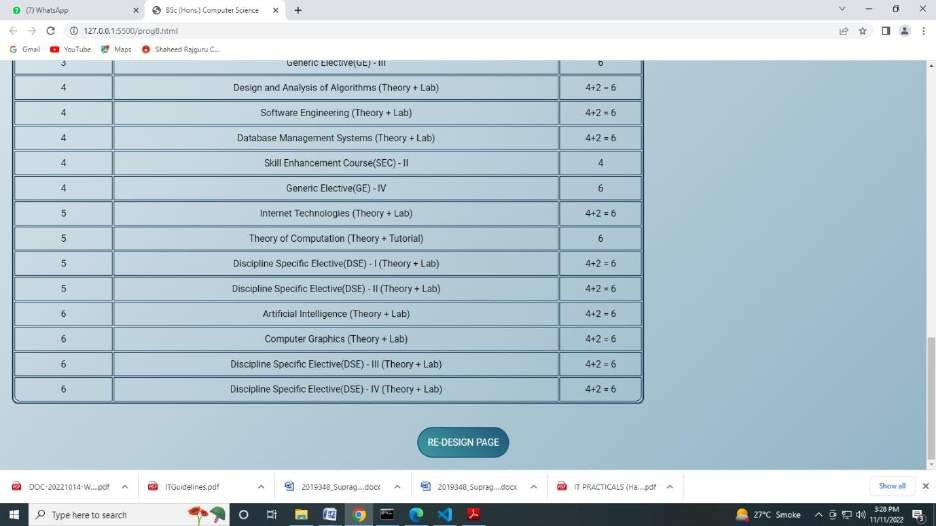 (7) WhatsApp
BSc (Hons.) Computer Science
127.0.0.1:5500/prog8.html
Gmail YouTube Maps Shaheed Rajguru C...
3 Generic Elective(GE) - III 6
4 Design and Analysis of Algorithms (Theory + Lab) 4+2 = 6
4 Software Engineering (Theory + Lab) 4+2 = 6
4 Database Management Systems (Theory + Lab) 4+2 = 6
4 Skill Enhancement Course(SEC) - II 4
4 Generic Elective(GE) - IV 6
5 Internet Technologies (Theory + Lab) 4+2 = 6
5 Theory of Computation (Theory + Tutorial) 6
5 Discipline Specific Elective(DSE) - I (Theory + Lab) 4+2 = 6
5 Discipline Specific Elective(DSE) - II (Theory + Lab) 4+2 = 6
6 Artificial Intelligence (Theory + Lab) 4+2 = 6
6 Computer Graphics (Theory + Lab) 4+2 = 6
6 Discipline Specific Elective(DSE) - III (Theory + Lab) 4+2 = 6
6 Discipline Specific Elective(DSE) - IV (Theory + Lab) 4+2 = 6
RE-DESIGN PAGE
DOC-20221014-W....pdf ITGuidelines.pdf 2019348_Suprag....docx 2019348_Suprag....docx IT PRACTICALS (Ha....pdf Show all
Type here to search 27°C Smoke 3:28 PM
11/11/2022